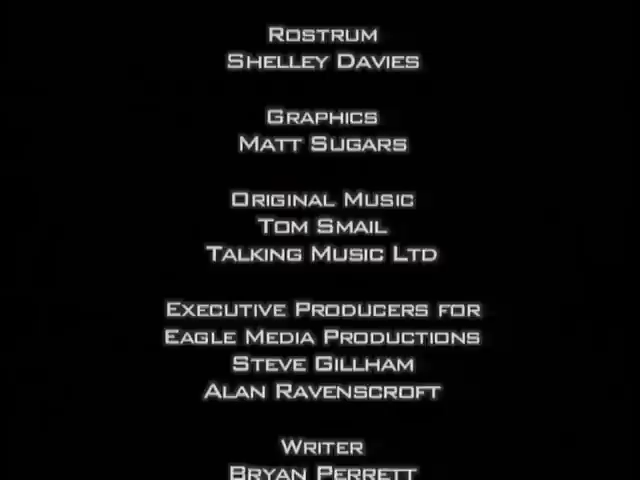 Rostrum
Shelley Davies
Graphics
Matt Sugars
Original Music
Tom Smail
Talking Music Ltd
Executive Producers for
Eagle Media Productions
Steve Gillham
Alan Ravenscroft
Writer
Bryan Perrett